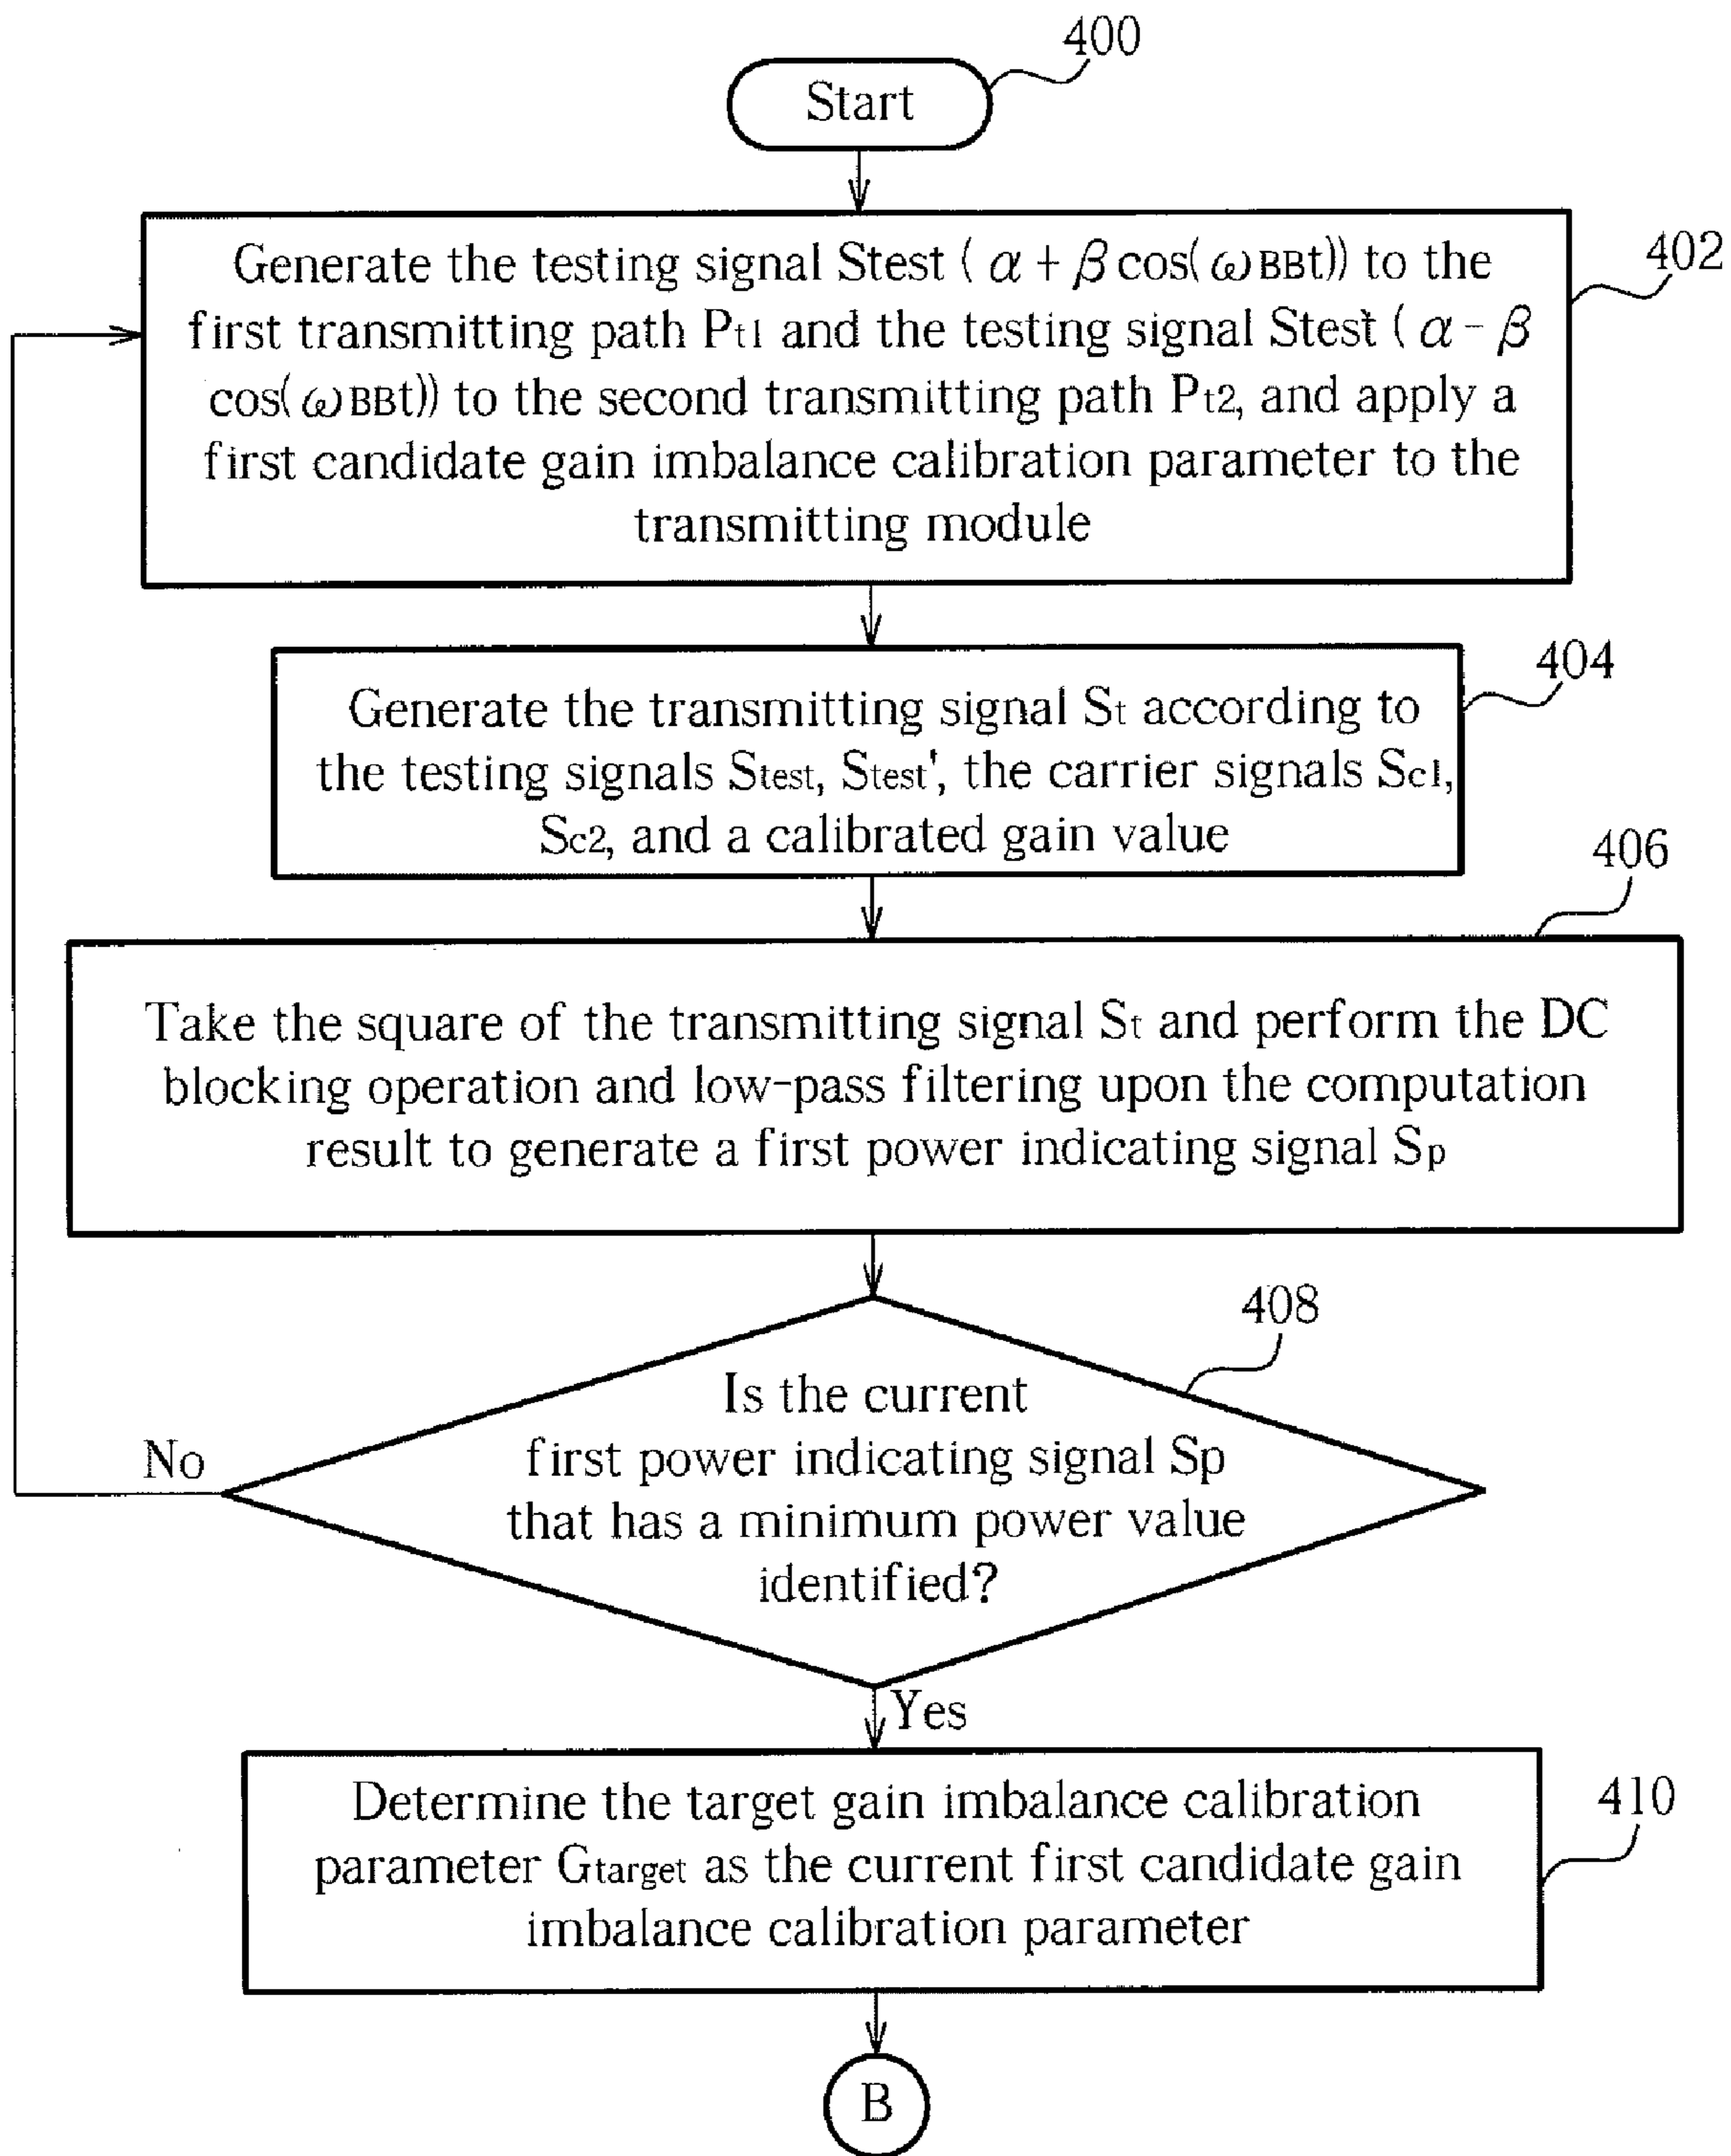 400
Start
402
Generate the testing signal Stest ( α + β cos( ω BBt)) to the
first transmitting path Pt1 and the testing signal Stest' ( α - β
cos( ω BBt)) to the second transmitting path Pt2, and apply a
first candidate gain imbalance calibration parameter to the
transmitting module
404
Generate the transmitting signal St according to
the testing signals Stest, Stest', the carrier signals Sc1,
Sc2, and a calibrated gain value
406
Take the square of the transmitting signal St and perform the DC
blocking operation and low-pass filtering upon the computation
result to generate a first power indicating signal Sp
408
Is the current
first power indicating signal Sp
that has a minimum power value
identified?
No
Yes
410
Determine the target gain imbalance calibration
parameter Gtarget as the current first candidate gain
imbalance calibration parameter
B